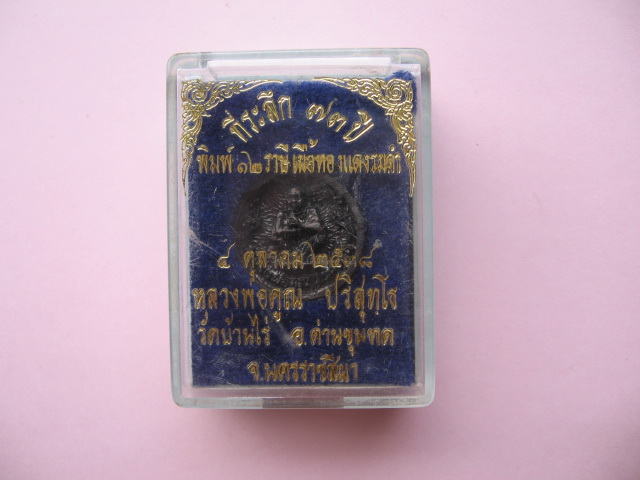 ที่ระลึก ๗๓ ปี
พิมพ์ ๑๒ ราษี เนื้อทองแดงรมดำ
๔ ตุลาคม ๒๕๓๘
หลวงพ่อคูณ ปริสุทฺโธ
วัดบ้านไร่ อ.ด่านขุนทด
จ.นครราชสีมา